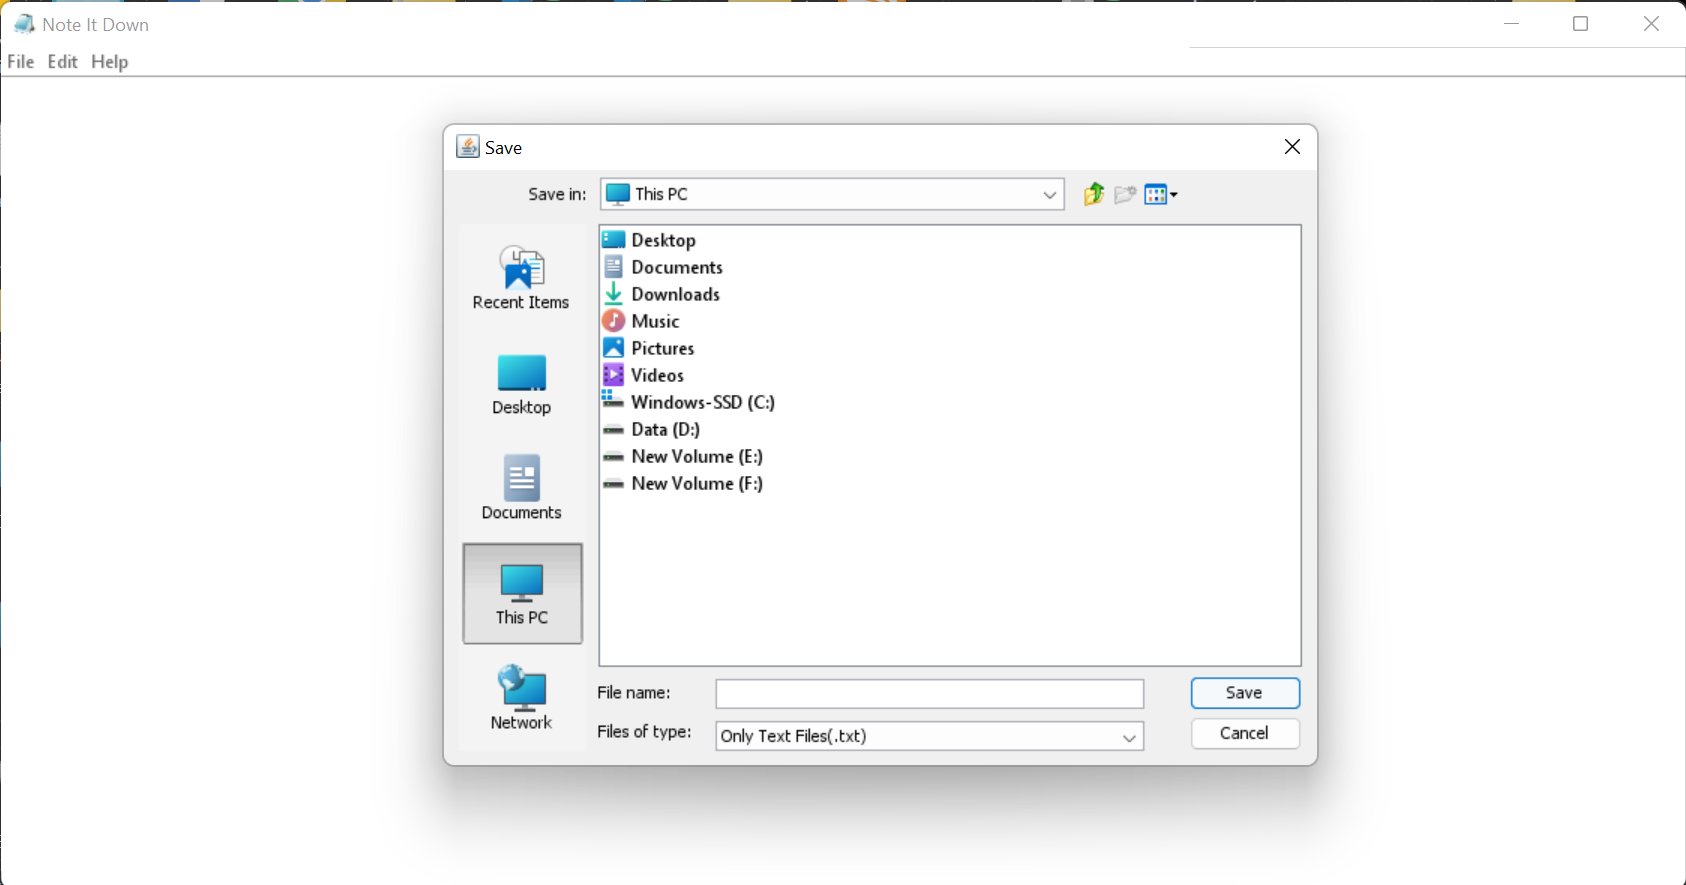 Note It Down
File Edit Help
Save
Save in: This PC
Recent Items
Desktop
Documents
This PC
Network
Desktop
Documents
Downloads
Music
Pictures
Videos
Windows-SSD (C:)
Data (D:)
New Volume (E:)
New Volume (F:)
File name: Save
Files of type: Only Text Files(.txt) Cancel